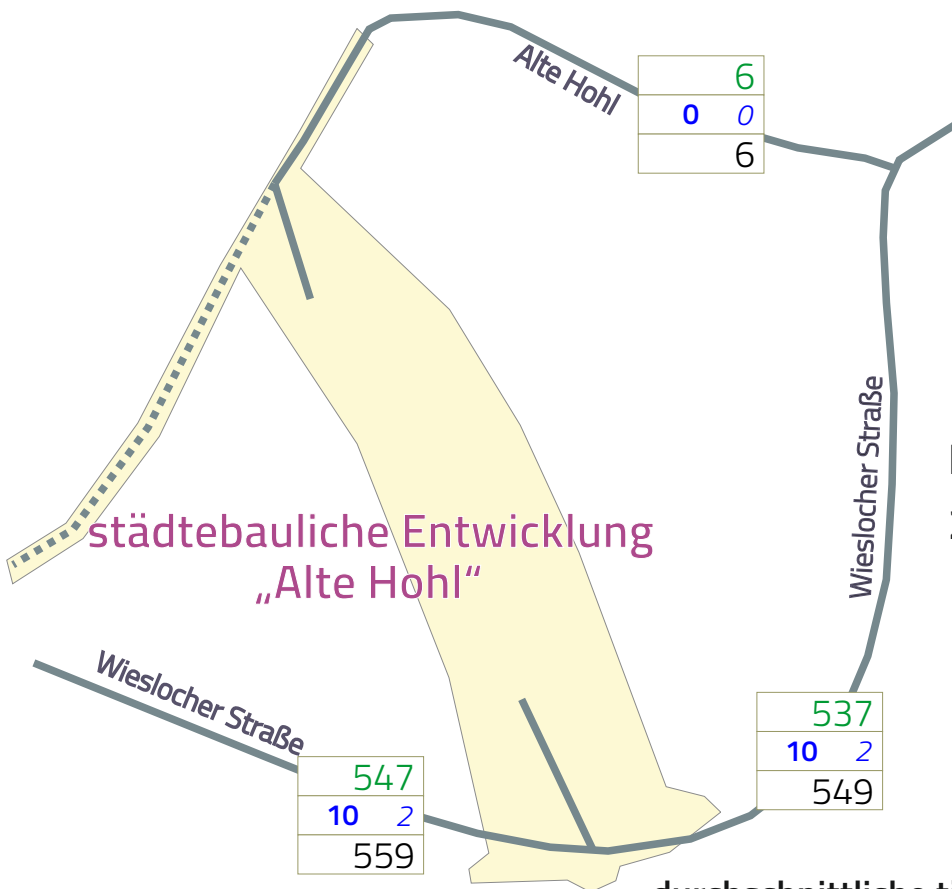 Alte Hohl
6
0 0
6
Wieslocher Straße
städtebauliche Entwicklung
„Alte Hohl“
Wieslocher Straße
537
10 2
549
547
10 2
559